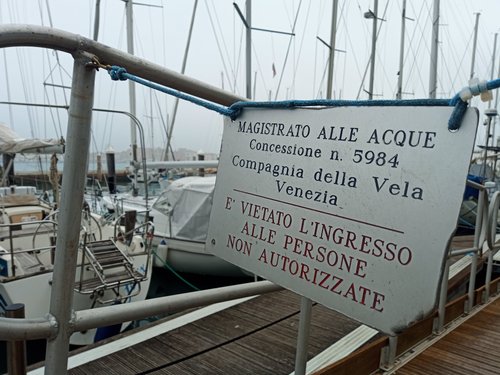 MAGISTRATO ALLE ACQUE
Concessione n. 5984
Compagnia della Vela
Venezia
E' VIETATO L'INGRESSO
ALLE PERSONE
NON AUTORIZZATE